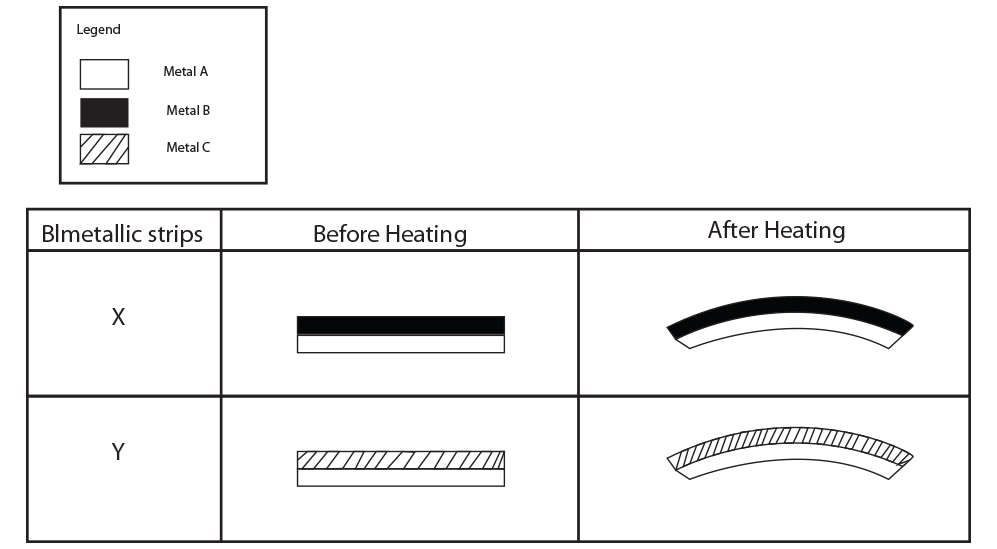 Legend
Metal A
Metal B
Metal C
BImetallic strips
Before Heating
After Heating
X
Y